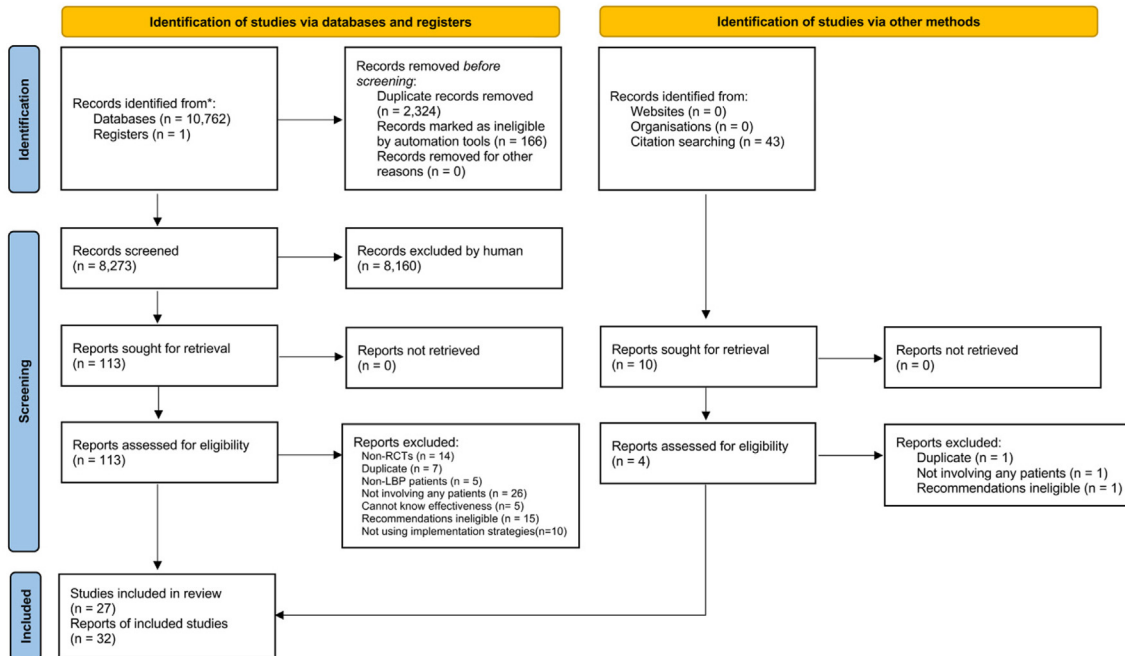 Identification of studies via databases and registers
Identification of studies via other methods
Identification
Records identified from*:
Databases (n = 10,762)
Registers (n = 1)
Records removed before
screening:
Duplicate records removed
(n = 2,324)
Records marked as ineligible
by automation tools (n = 166)
Records removed for other
reasons (n = 0)
Records identified from:
Websites (n = 0)
Organisations (n = 0)
Citation searching (n = 43)
Screening
Records screened
(n = 8,273)
Records excluded by human
(n = 8,160)
Reports sought for retrieval
(n = 113)
Reports not retrieved
(n = 0)
Reports sought for retrieval
(n = 10)
Reports not retrieved
(n = 0)
Reports assessed for eligibility
(n = 113)
Reports excluded:
Non-RCTs (n = 14)
Duplicate (n = 7)
Non-LBP patients (n = 5)
Not involving any patients (n = 26)
Cannot know effectiveness (n= 5)
Recommendations ineligible (n = 15)
Not using implementation strategies(n=10)
Reports assessed for eligibility
(n = 4)
Reports excluded:
Duplicate (n = 1)
Not involving any patients (n = 1)
Recommendations ineligible (n = 1)
Included
Studies included in review
(n = 27)
Reports of included studies
(n = 32)